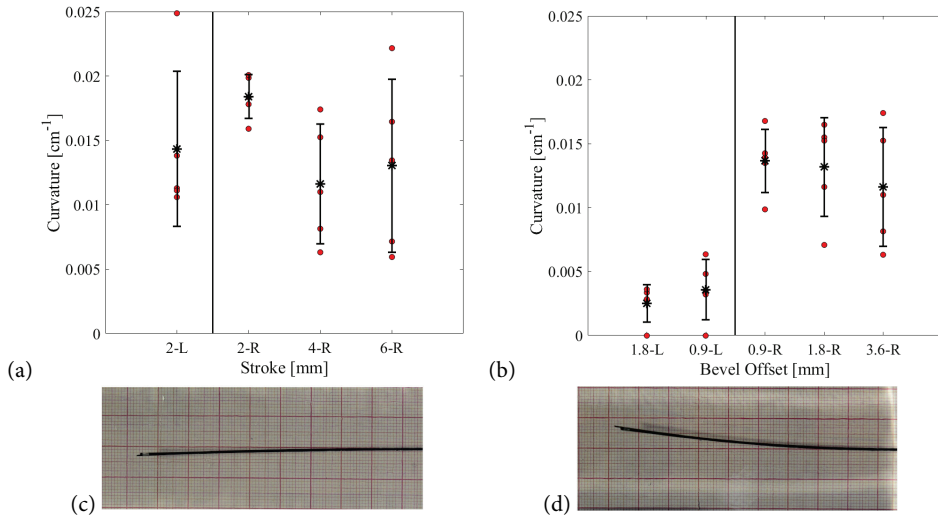 0.025
0.02
0.015
0.01
0.005
0
Curvature [cm⁻¹]
2-L 2-R 4-R 6-R
Stroke [mm]
(a)
0.025
0.02
0.015
0.01
0.005
0
Curvature [cm⁻¹]
1.8-L 0.9-L 0.9-R 1.8-R 3.6-R
Bevel Offset [mm]
(b)
(c)
(d)